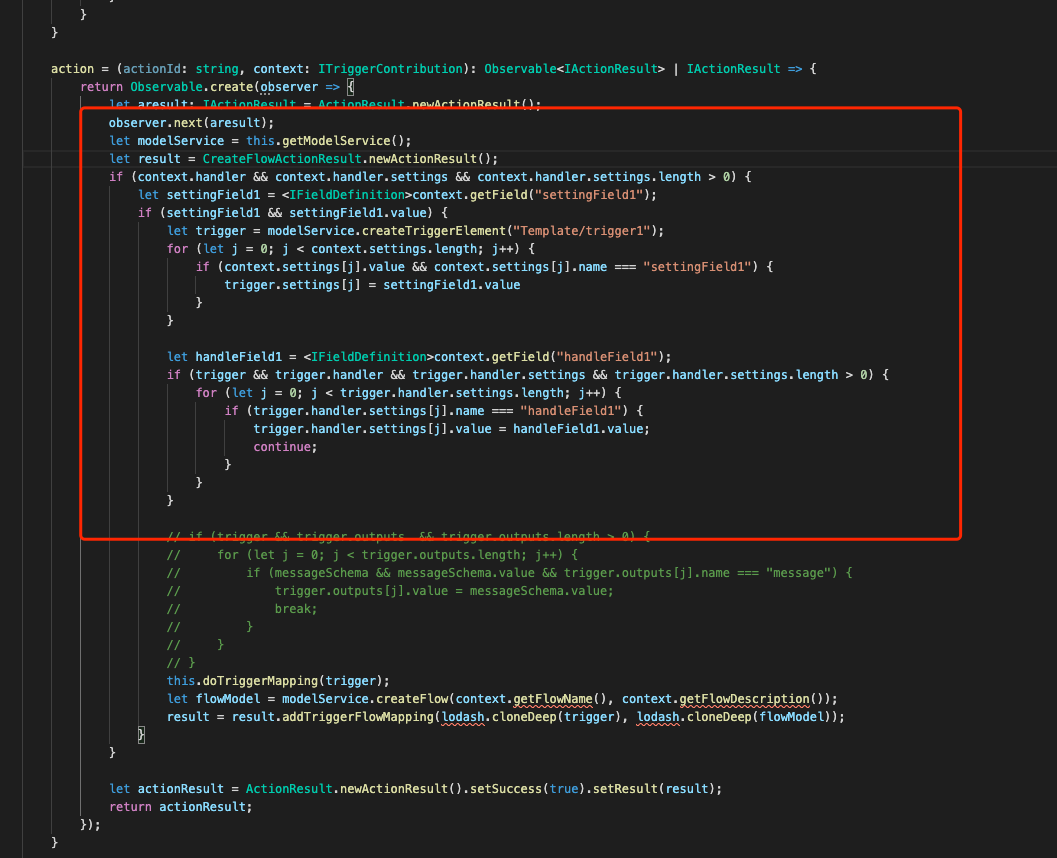 }
}
action = (actionId: string, context: ITriggerContribution): Observable<IActionResult> | IActionResult => {
return Observable.create(observer => {
let aresult: IActionResult = ActionResult.newActionResult();
observer.next(aresult);
let modelService = this.getModelService();
let result = CreateFlowActionResult.newActionResult();
if (context.handler && context.handler.settings && context.handler.settings.length > 0) {
let settingField1 = <IFieldDefinition>context.getField("settingField1");
if (settingField1 && settingField1.value) {
let trigger = modelService.createTriggerElement("Template/trigger1");
for (let j = 0; j < context.settings.length; j++) {
if (context.settings[j].value && context.settings[j].name === "settingField1") {
trigger.settings[j] = settingField1.value
}
}
let handleField1 = <IFieldDefinition>context.getField("handleField1");
if (trigger && trigger.handler && trigger.handler.settings && trigger.handler.settings.length > 0) {
for (let j = 0; j < trigger.handler.settings.length; j++) {
if (trigger.handler.settings[j].name === "handleField1") {
trigger.handler.settings[j].value = handleField1.value;
continue;
}
}
}
// if (trigger && trigger.outputs  && trigger.outputs.length > 0) {
//     for (let j = 0; j < trigger.outputs.length; j++) {
//         if (messageSchema && messageSchema.value && trigger.outputs[j].name === "message") {
//             trigger.outputs[j].value = messageSchema.value;
//             break;
//         }
//     }
// }
this.doTriggerMapping(trigger);
let flowModel = modelService.createFlow(context.getFlowName(), context.getFlowDescription());
result = result.addTriggerFlowMapping(lodash.cloneDeep(trigger), lodash.cloneDeep(flowModel));
}
}
let actionResult = ActionResult.newActionResult().setSuccess(true).setResult(result);
return actionResult;
});
}